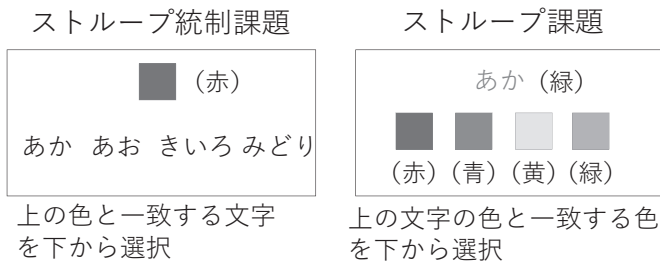 ストループ統制課題
(赤)
あか あお きいろ みどり
上の色と一致する文字
を下から選択
ストループ課題
あか (緑)
(赤) (青) (黄) (緑)
上の文字の色と一致する色
を下から選択